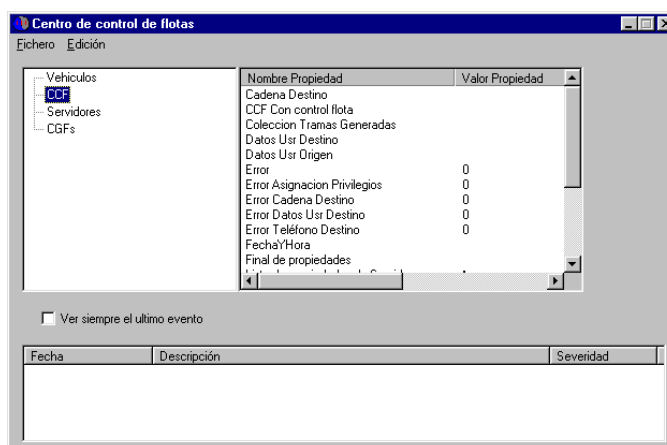 Centro de control de flotas
Fichero Edición
Vehiculos
CCF
Servidores
CGFs
Nombre Propiedad Valor Propiedad
Cadena Destino
CCF Con control flota
Coleccion Tramas Generadas
Datos Usr Destino
Datos Usr Origen
Error 0
Error Asignacion Privilegios 0
Error Cadena Destino 0
Error Datos Usr Destino 0
Error Teléfono Destino 0
FechaYHora
Final de propiedades
Ver siempre el ultimo evento
Fecha Descripción Severidad